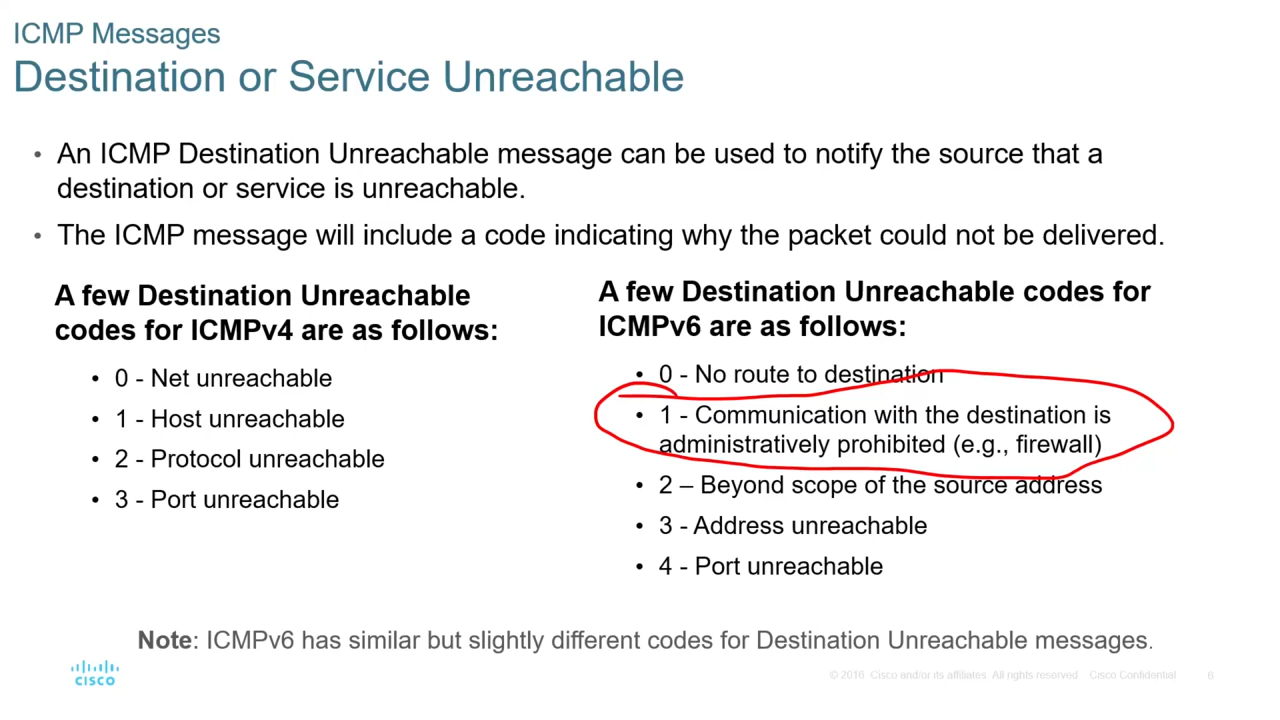 ICMP Messages
Destination or Service Unreachable
• An ICMP Destination Unreachable message can be used to notify the source that a
destination or service is unreachable.
• The ICMP message will include a code indicating why the packet could not be delivered.
A few Destination Unreachable
codes for ICMPv4 are as follows:
• 0 - Net unreachable
• 1 - Host unreachable
• 2 - Protocol unreachable
• 3 - Port unreachable
A few Destination Unreachable codes for
ICMPv6 are as follows:
• 0 - No route to destination
• 1 - Communication with the destination is
administratively prohibited (e.g., firewall)
• 2 – Beyond scope of the source address
• 3 - Address unreachable
• 4 - Port unreachable
Note: ICMPv6 has similar but slightly different codes for Destination Unreachable messages.
CISCO
© 2016 Cisco and/or its affiliates. All rights reserved. Cisco Confidential
6